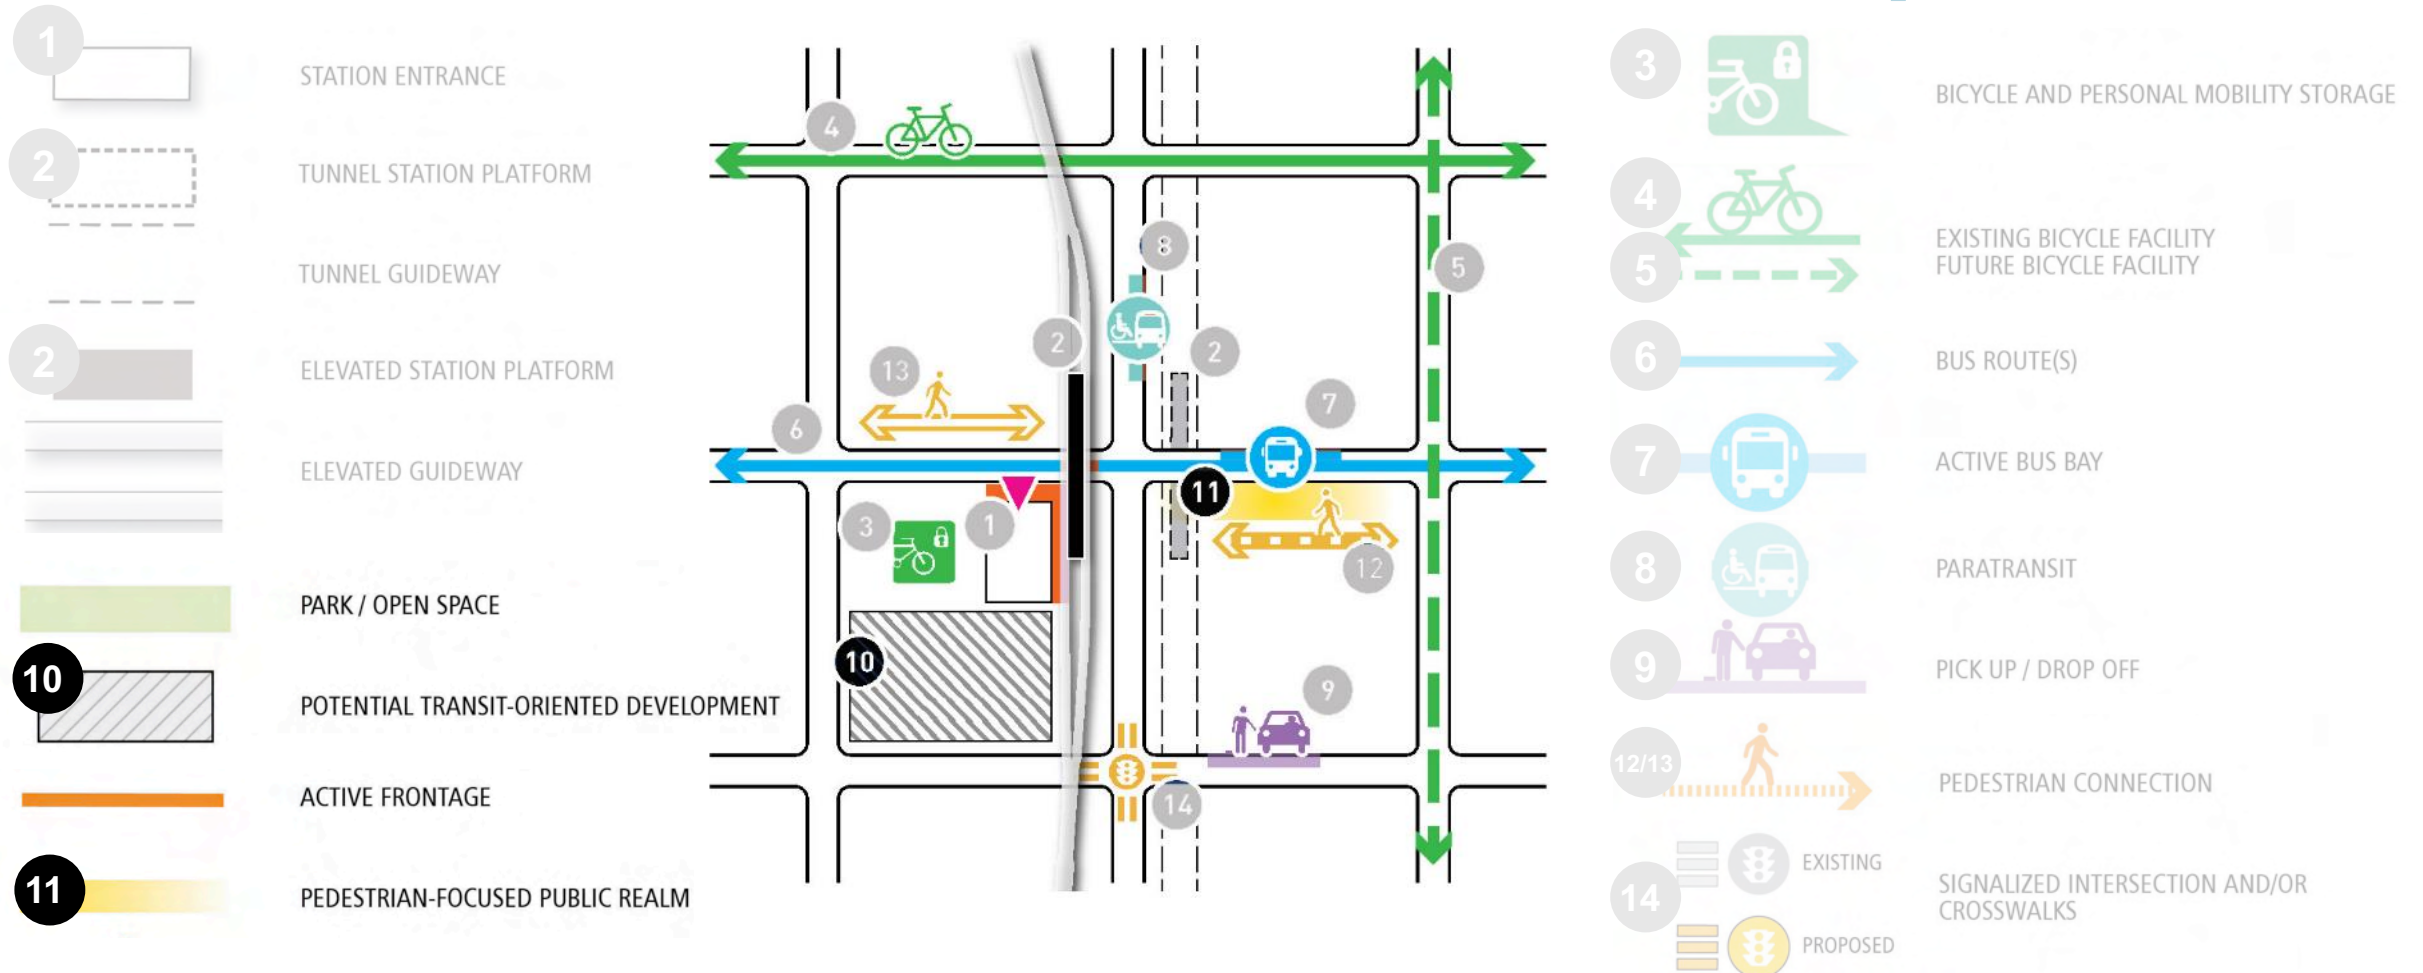 1
STATION ENTRANCE
2
TUNNEL STATION PLATFORM
TUNNEL GUIDEWAY
2
ELEVATED STATION PLATFORM
ELEVATED GUIDEWAY
PARK / OPEN SPACE
10
POTENTIAL TRANSIT-ORIENTED DEVELOPMENT
ACTIVE FRONTAGE
11
PEDESTRIAN-FOCUSED PUBLIC REALM
4
8
5
2
2
13
7
6
11
3
1
12
10
9
14
3
BICYCLE AND PERSONAL MOBILITY STORAGE
4
EXISTING BICYCLE FACILITY
5
FUTURE BICYCLE FACILITY
6
BUS ROUTE(S)
7
ACTIVE BUS BAY
8
PARATRANSIT
9
PICK UP / DROP OFF
12/13
PEDESTRIAN CONNECTION
EXISTING
14
SIGNALIZED INTERSECTION AND/OR
CROSSWALKS
PROPOSED